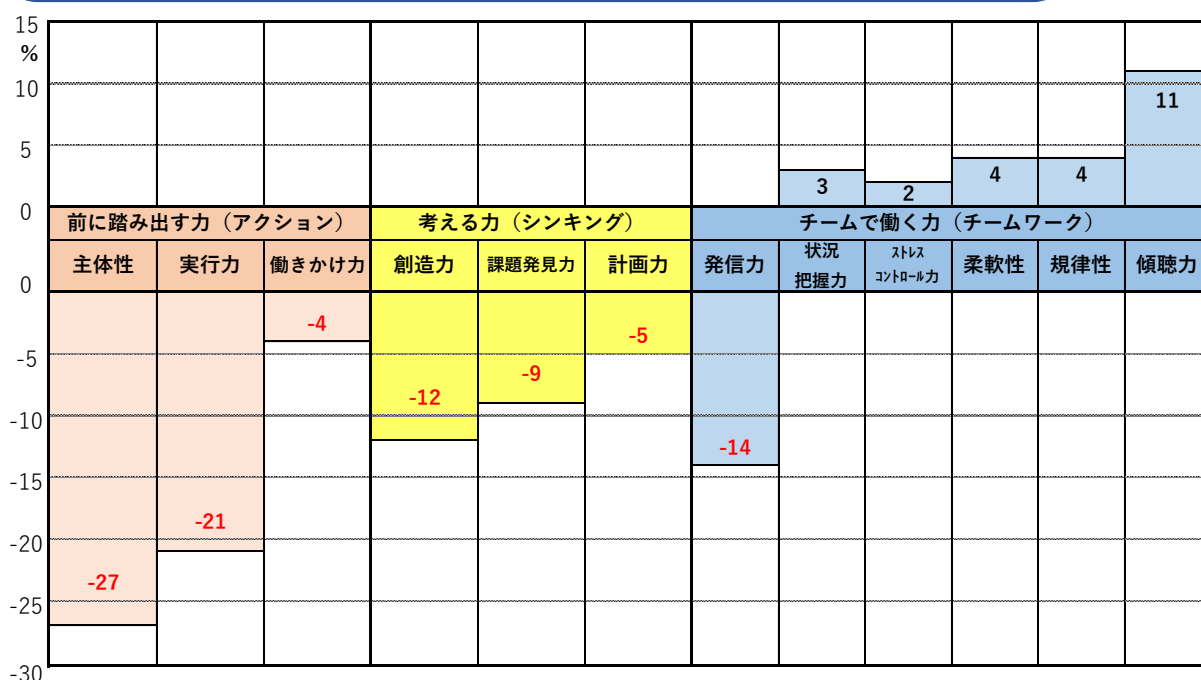 15
%
10
11
5
3
2
4
4
0
前に踏み出す力（アクション）
考える力（シンキング）
チームで働く力（チームワーク）
主体性
実行力
働きかけ力
創造力
課題発見力
計画力
発信力
状況
把握力
ｽﾄﾚｽ
ｺﾝﾄﾛｰﾙ力
柔軟性
規律性
傾聴力
0
-4
-5
-5
-9
-12
-10
-14
-15
-21
-20
-27
-25
-30